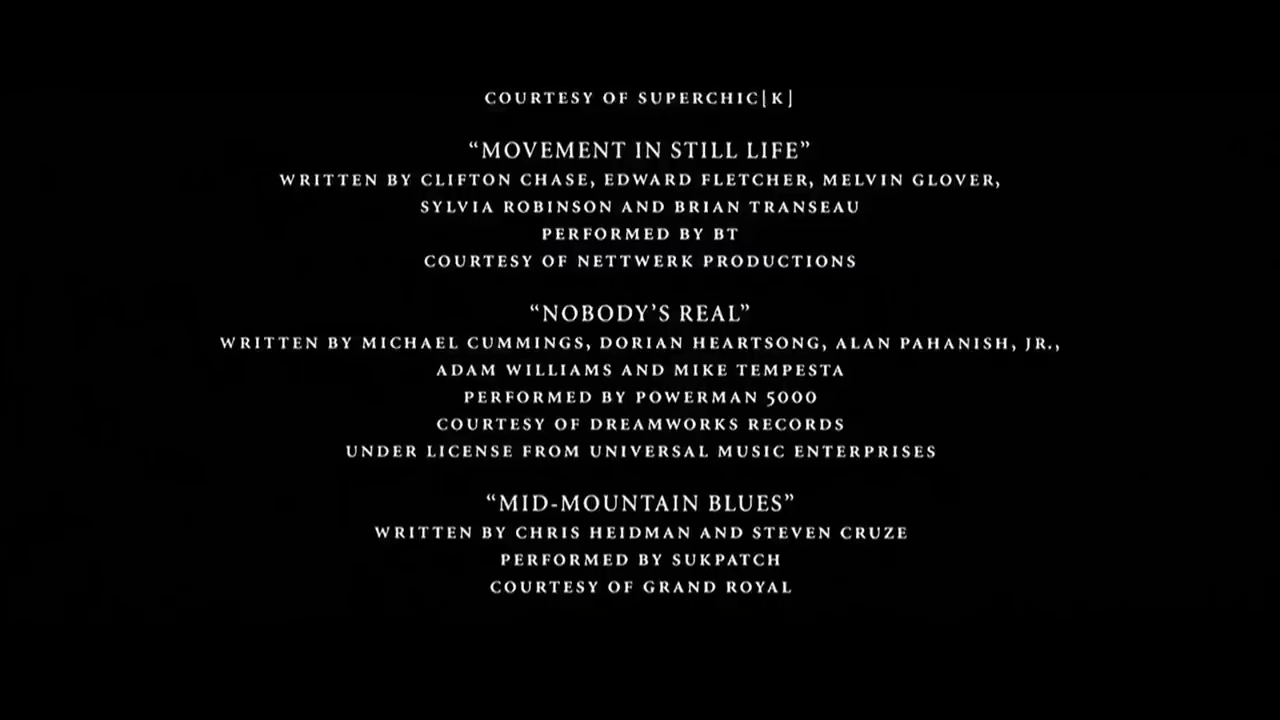 COURTESY OF SUPERCHIC[K]
“MOVEMENT IN STILL LIFE”
WRITTEN BY CLIFTON CHASE, EDWARD FLETCHER, MELVIN GLOVER,
SYLVIA ROBINSON AND BRIAN TRANSEAU
PERFORMED BY BT
COURTESY OF NETTWERK PRODUCTIONS
“NOBODY’S REAL”
WRITTEN BY MICHAEL CUMMINGS, DORIAN HEARTSONG, ALAN PAHANISH, JR.,
ADAM WILLIAMS AND MIKE TEMPESTA
PERFORMED BY POWERMAN 5000
COURTESY OF DREAMWORKS RECORDS
UNDER LICENSE FROM UNIVERSAL MUSIC ENTERPRISES
“MID-MOUNTAIN BLUES”
WRITTEN BY CHRIS HEIDMAN AND STEVEN CRUZE
PERFORMED BY SUKPATCH
COURTESY OF GRAND ROYAL